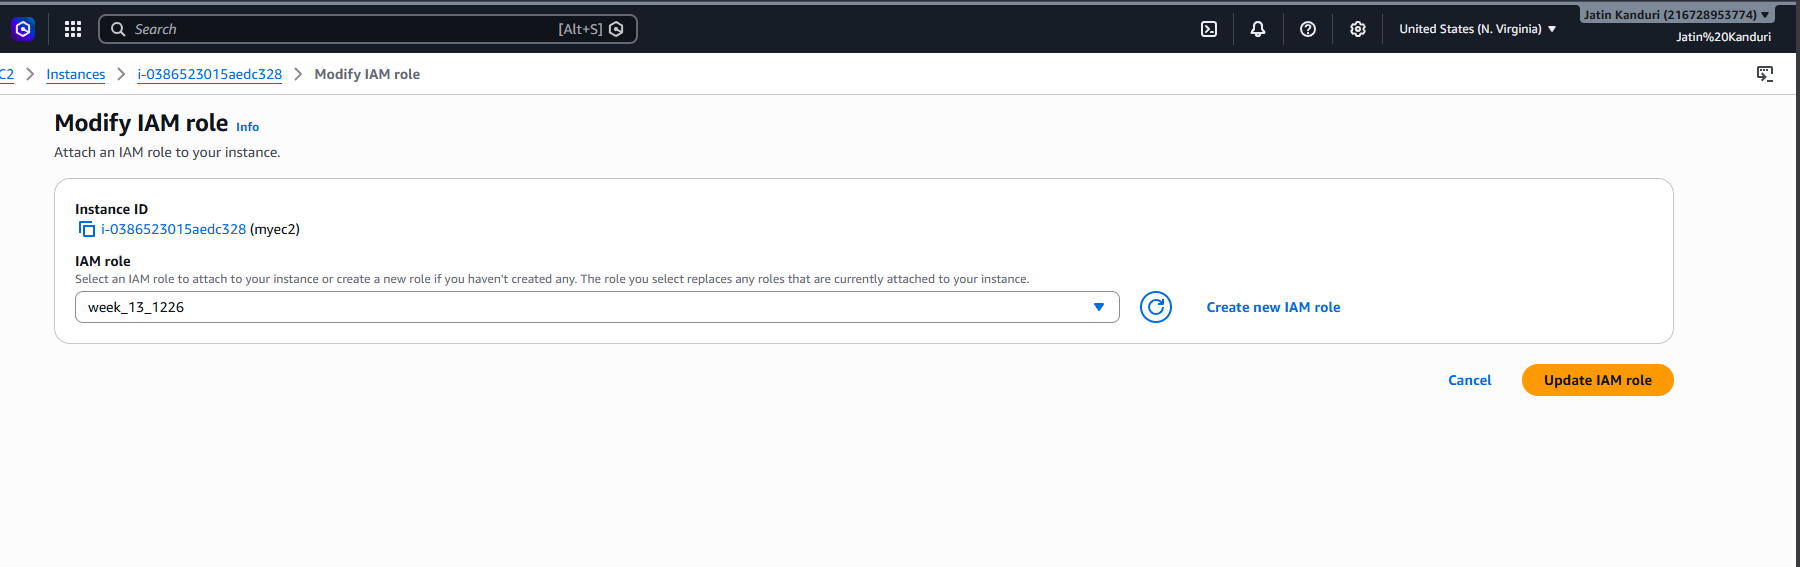 Search [Alt+S] United States (N. Virginia) Jatin Kanduri (216728953774)
Jatin%20Kanduri
C2 Instances i-0386523015aedc328 Modify IAM role
Modify IAM role Info
Attach an IAM role to your instance.
Instance ID
i-0386523015aedc328 (myec2)
IAM role
Select an IAM role to attach to your instance or create a new role if you haven't created any. The role you select replaces any roles that are currently attached to your instance.
week_13_1226 Create new IAM role
Cancel Update IAM role